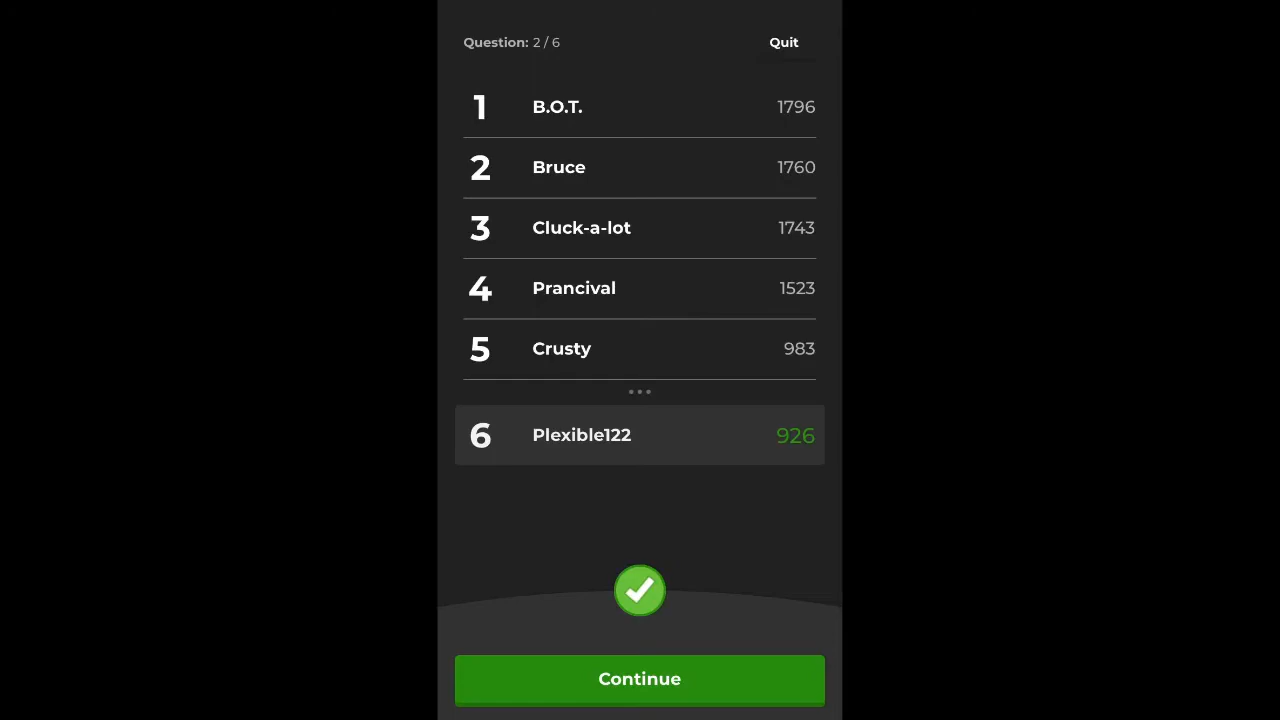 Question: 2 / 6 Quit
1 B.O.T. 1796
2 Bruce 1760
3 Cluck-a-lot 1743
4 Prancival 1523
5 Crusty 983
...
6 Plexible122 926
Continue